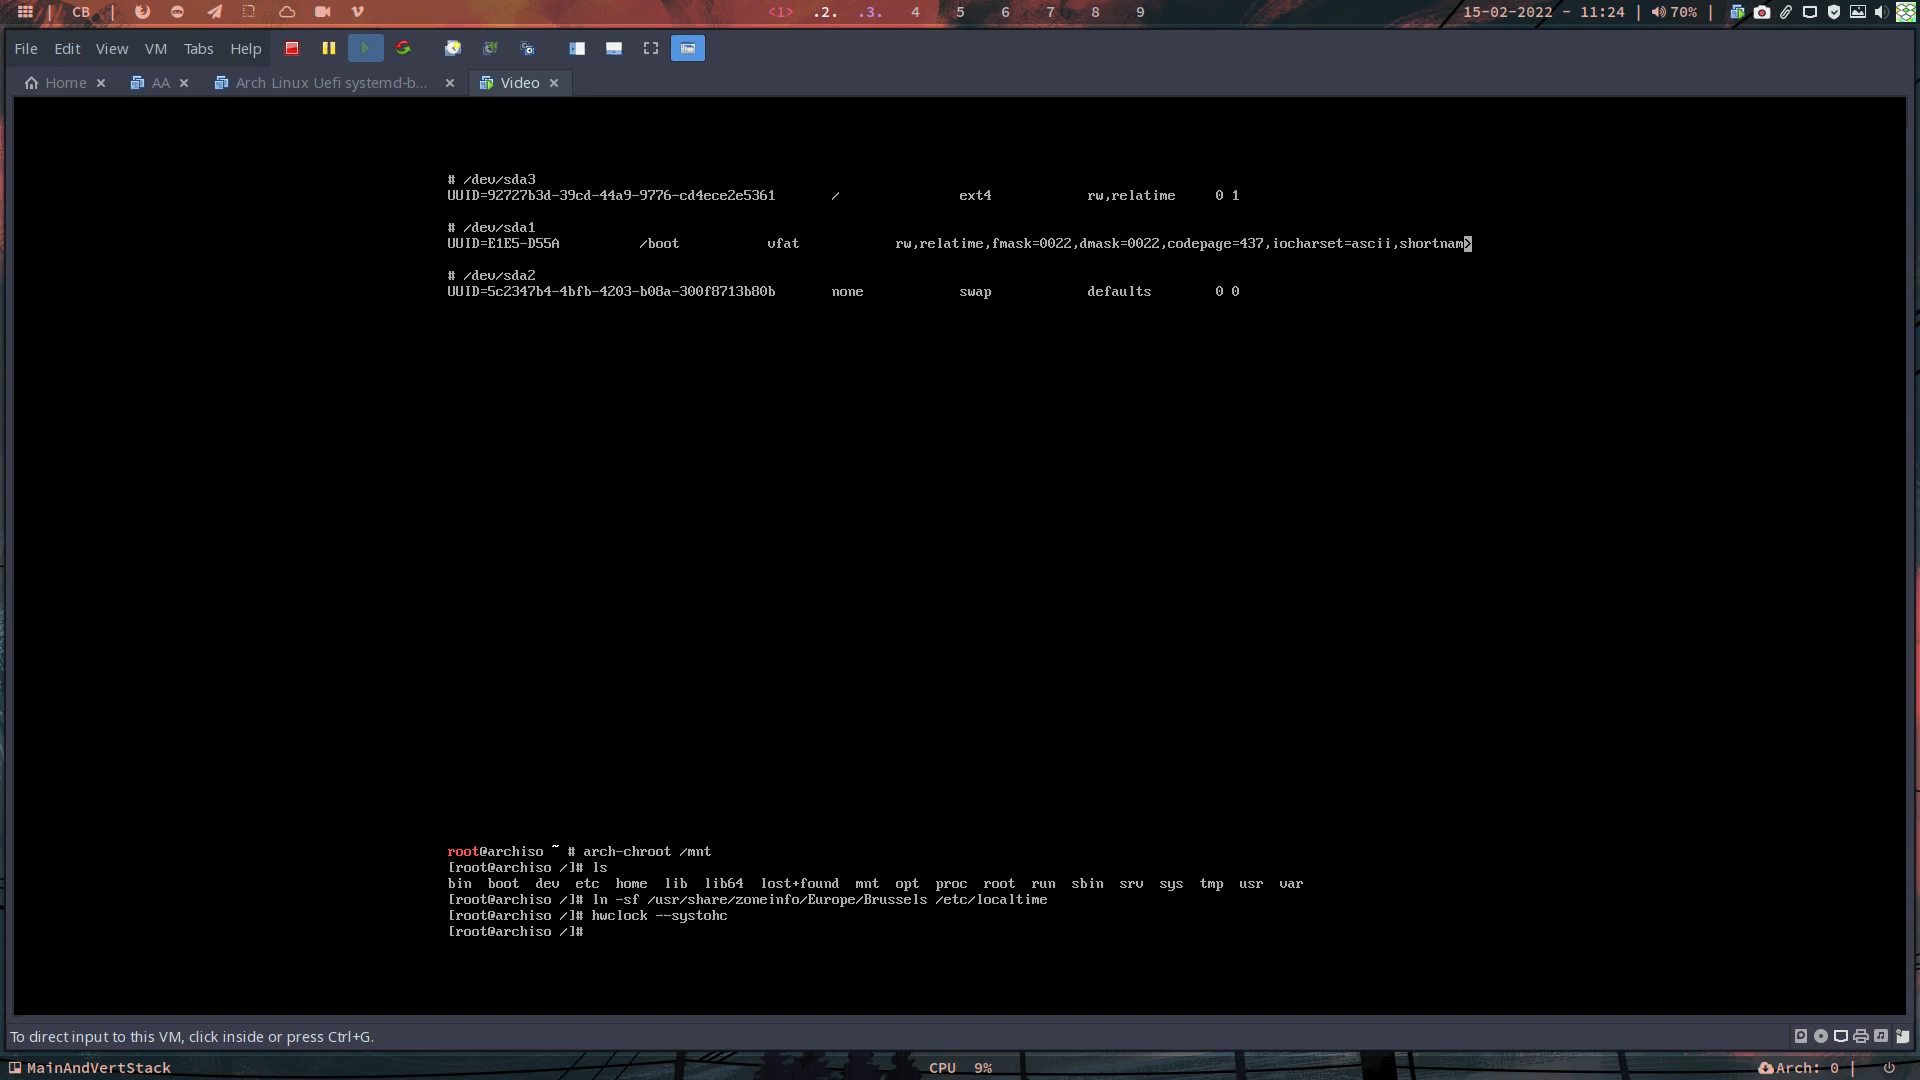 CB <1> .2. .3. 4 5 6 7 8 9 15-02-2022 - 11:24 | 70% |
File Edit View VM Tabs Help
Home AA Arch Linux Uefi systemd-b... Video
# /dev/sda3
UUID=92727b3d-39cd-44a9-9776-cd4ece2e5361 / ext4 rw,relatime 0 1
# /dev/sda1
UUID=E1E5-D55A /boot vfat rw,relatime,fmask=0022,dmask=0022,codepage=437,iocharset=ascii,shortnam>
# /dev/sda2
UUID=5c2347b4-4bfb-4203-b08a-300f8713b80b none swap defaults 0 0
root@archiso ~ # arch-chroot /mnt
[root@archiso /]# ls
bin boot dev etc home lib lib64 lost+found mnt opt proc root run sbin srv sys tmp usr var
[root@archiso /]# ln -sf /usr/share/zoneinfo/Europe/Brussels /etc/localtime
[root@archiso /]# hwclock --systohc
[root@archiso /]#
To direct input to this VM, click inside or press Ctrl+G.
MainAndVertStack CPU 9% Arch: 0 |